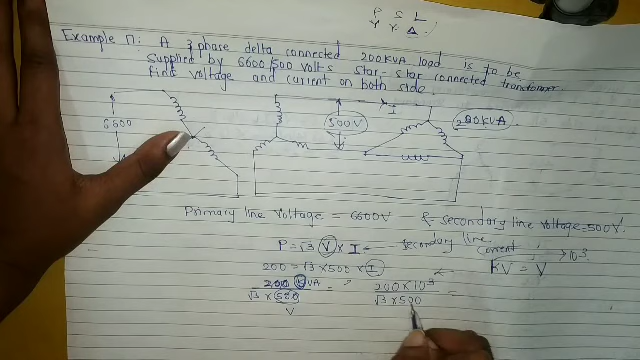 P S L
Y Y Δ
Example 17: A 3 phase delta connected 200KVA load is to be
Supplied by 6600/500 volts Star-Star connected transformer
find voltage and current on both side.
6600
500V
I
200KVA
Primary line voltage = 6600V & secondary line voltage = 500V
P = √3 V × I secondary line current
200 = √3 × 500 × I
KV = V → 10³
200 KVA / √3 × 500 V = 200 × 10³ / √3 × 500 =